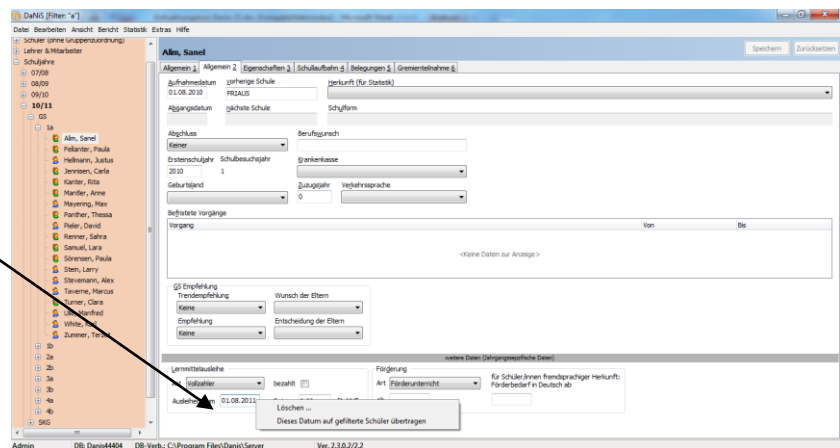 DaNiS [Filter: "a"]
Datei Bearbeiten Ansicht Bericht Statistik Extras Hilfe
Schüler (ohne Gruppenzuordnung)
Lehrer & Mitarbeiter
Schuljahre
07/08
08/09
09/10
10/11
GS
1a
Alim, Sanel
Fellanter, Paula
Hellmann, Justus
Jennisen, Carla
Kanter, Rita
Mantler, Anne
Mayering, Max
Panther, Thessa
Pieler, David
Renner, Sahra
Samuel, Lara
Sörensen, Paula
Stein, Larry
Stevemann, Alex
Taverne, Marcus
Turner, Clara
Manfred
White,
Zummer,
1b
2a
2b
3a
3b
4a
4b
SKG
Alim, Sanel
Speichern Zurücksetzen
Allgemein 1 Allgemein 2 Eigenschaften 3 Schullaufbahn 4 Belegungen 5 Gremienteilnahme 6
Aufnahmedatum vorherige Schule Herkunft (für Statistik)
01.08.2010 FRIAUS
Abgangsdatum nächste Schule Schulform
Abschluss Berufswunsch
Keiner
Ersteinschuljahr Schulbesuchsjahr Krankenkasse
2010 1
Geburtsland Zuzugsjahr Verkehrssprache
0
Befristete Vorgänge
Vorgang Von Bis
<Keine Daten zur Anzeige>
GS Empfehlung
Trendempfehlung Wunsch der Eltern
Keine
Empfehlung Entscheidung der Eltern
Keine
weitere Daten (Jahrgangsspezifische Daten)
Lernmittelausleihe Förderung
Art Vollzahler bezahlt Art Förderunterricht für Schüler/innen fremdsprachiger Herkunft:
Förderbedarf in Deutsch ab
01.08.2011
Löschen ...
Dieses Datum auf gefilterte Schüler übertragen
Admin DB: Danis44404 DB-Verb.: C:\Program Files\Danis\Server Ver. 2.3.0.2/2.2